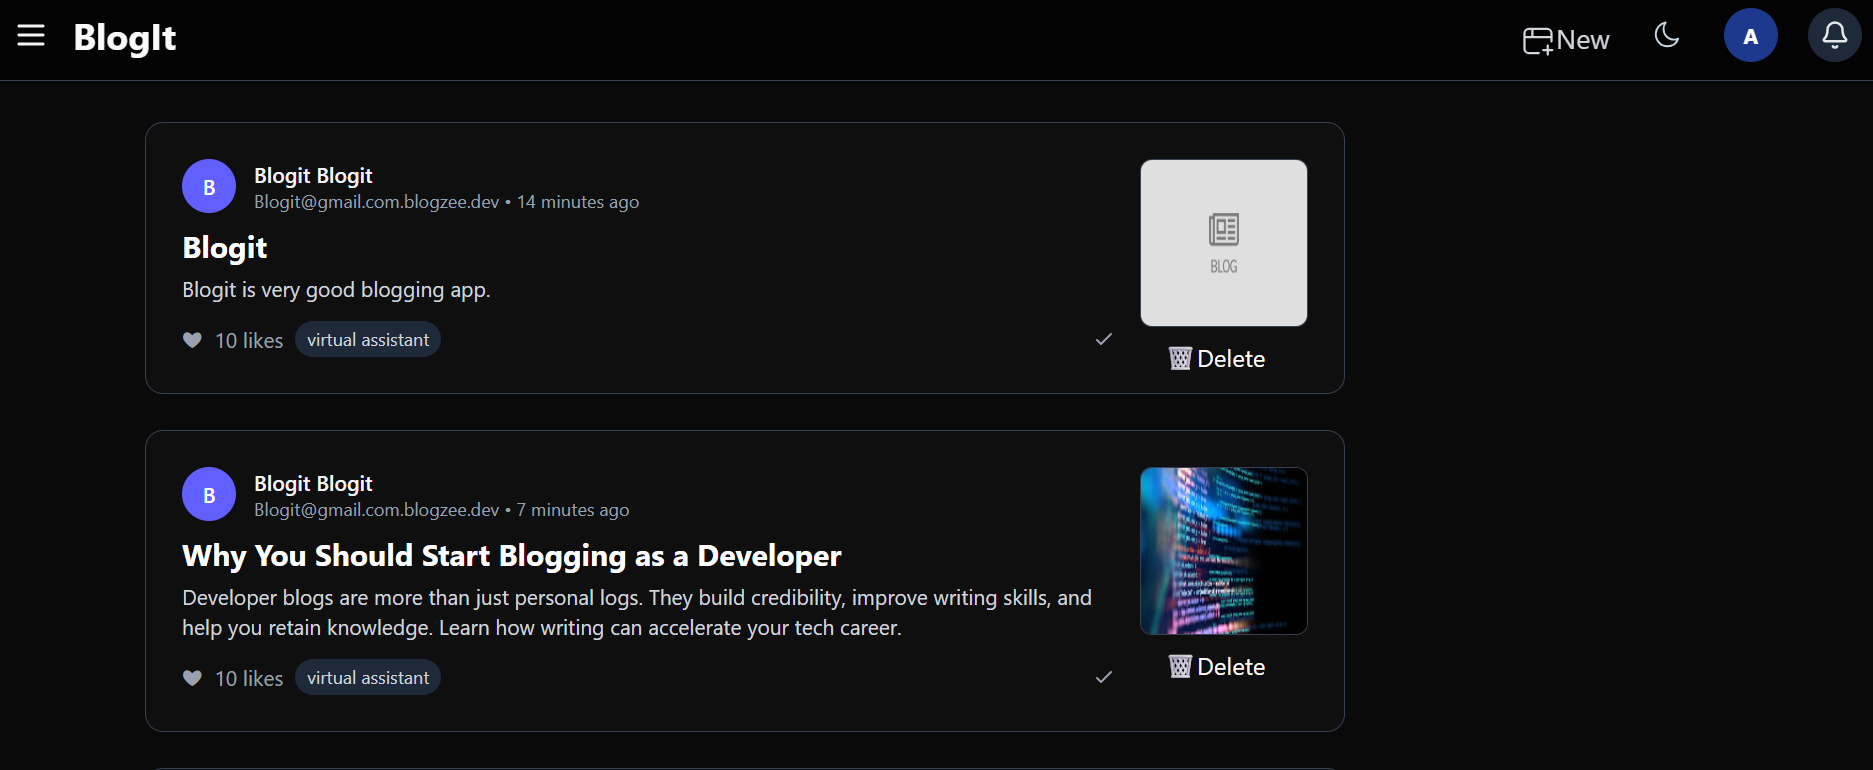 BlogIt
New
A
B
Blogit Blogit
Blogit@gmail.com.blogzee.dev • 14 minutes ago
Blogit
Blogit is very good blogging app.
10 likes
virtual assistant
BLOG
Delete
B
Blogit Blogit
Blogit@gmail.com.blogzee.dev • 7 minutes ago
Why You Should Start Blogging as a Developer
Developer blogs are more than just personal logs. They build credibility, improve writing skills, and
help you retain knowledge. Learn how writing can accelerate your tech career.
10 likes
virtual assistant
Delete